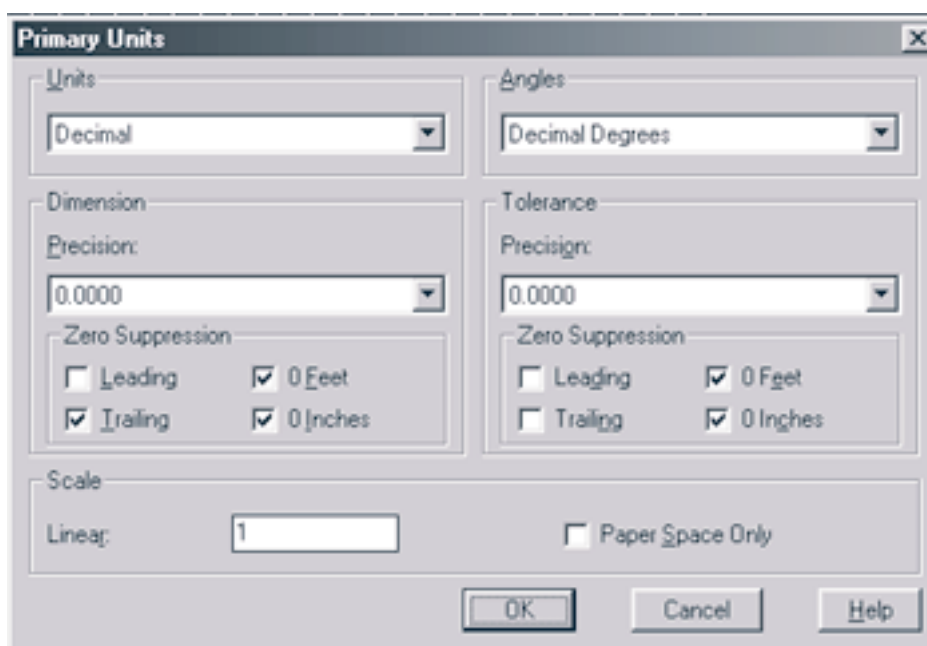 Primary Units
Units
Angles
Decimal
Decimal Degrees
Dimension
Tolerance
Precision:
Precision:
0.0000
0.0000
Zero Suppression
Zero Suppression
Leading
0 Feet
Leading
0 Feet
Trailing
0 Inches
Trailing
0 Inches
Scale
Linear:
1
Paper Space Only
OK
Cancel
Help